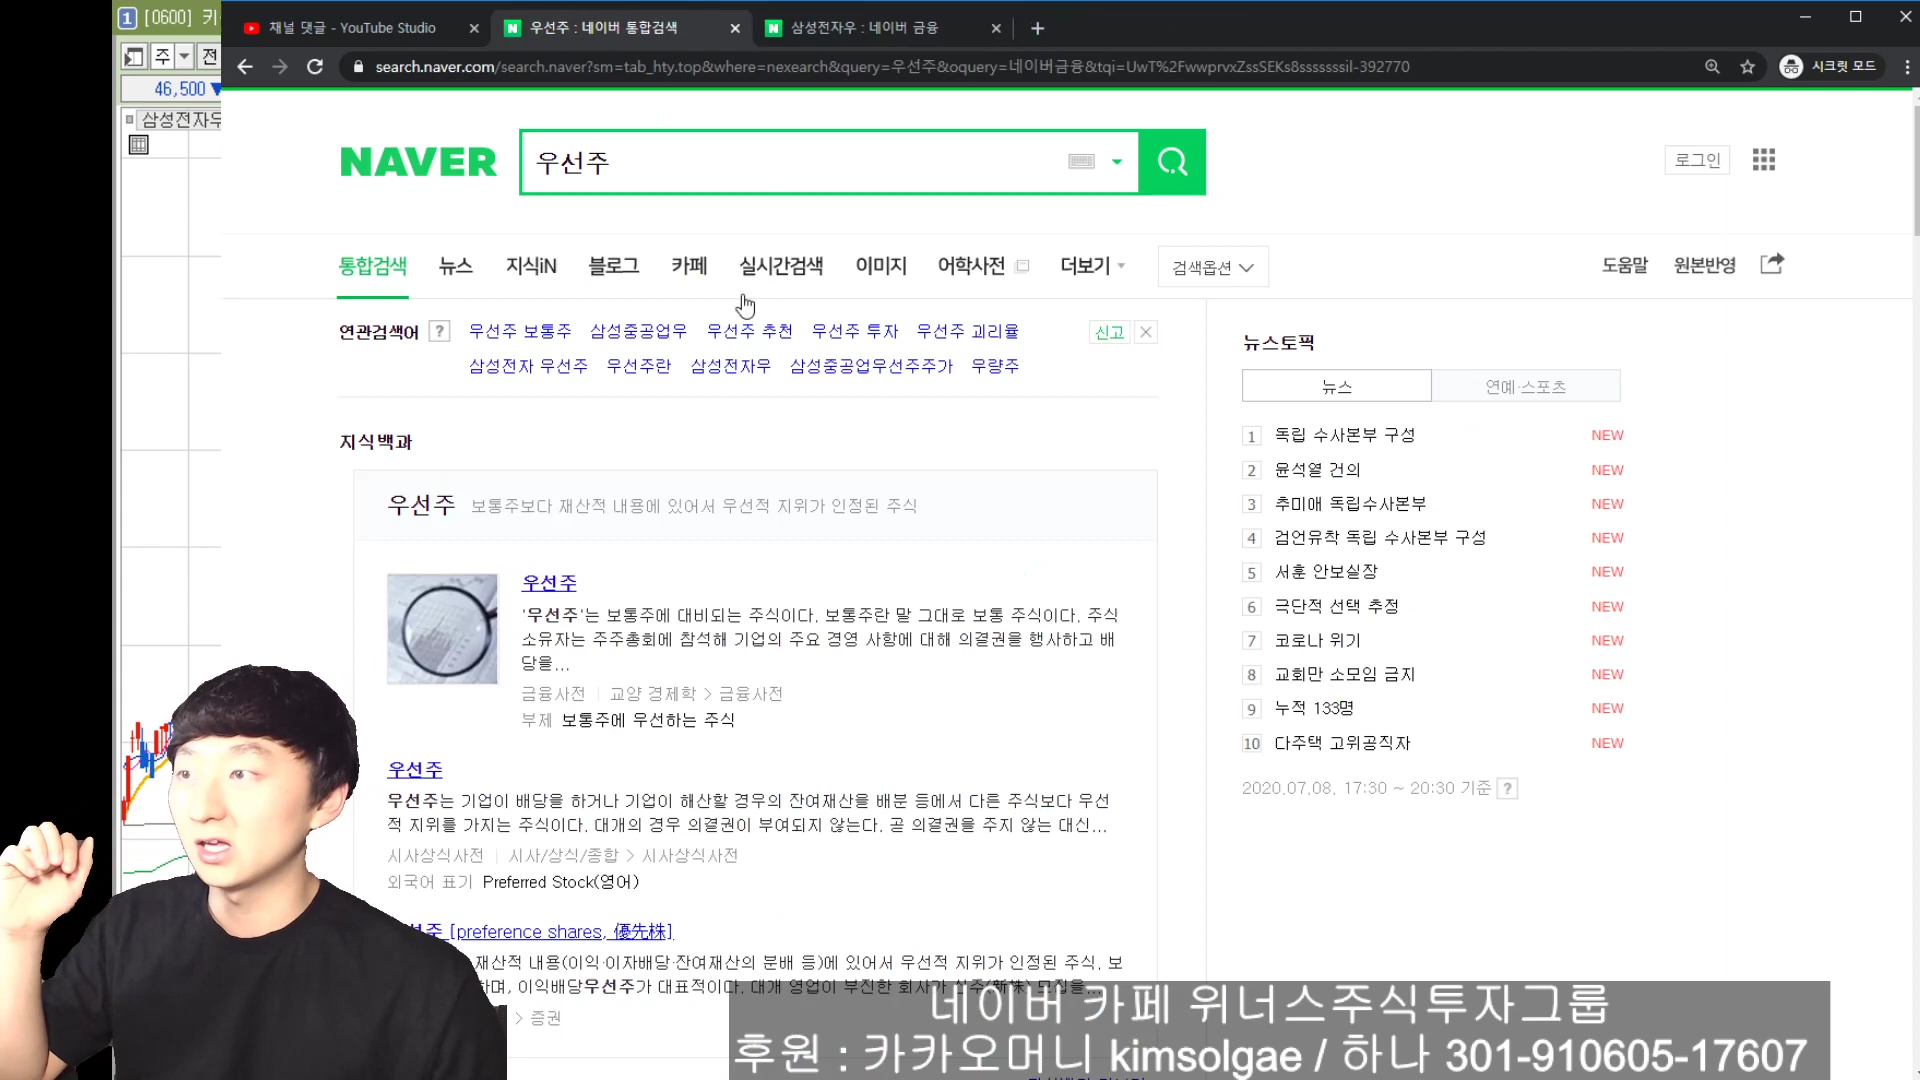 [0600] 키
채널 댓글 - YouTube Studio
우선주 : 네이버 통합검색
삼성전자우 : 네이버 금융
search.naver.com/search.naver?sm=tab_hty.top&where=nexearch&query=우선주&oquery=네이버금융&tqi=UwT%2FwwprvxZssSEKs8sssssssil-392770
시크릿 모드
주
전
46,500
삼성전자우
NAVER
우선주
로그인
통합검색 뉴스 지식iN 블로그 카페 실시간검색 이미지 어학사전 더보기 검색옵션 도움말 원본반영
연관검색어 ? 우선주 보통주 삼성중공업우 우선주 추천 우선주 투자 우선주 괴리율 신고
삼성전자 우선주 우선주란 삼성전자우 삼성중공업우선주주가 우량주
지식백과
우선주 보통주보다 재산적 내용에 있어서 우선적 지위가 인정된 주식
우선주
'우선주'는 보통주에 대비되는 주식이다. 보통주란 말 그대로 보통 주식이다. 주식
소유자는 주주총회에 참석해 기업의 주요 경영 사항에 대해 의결권을 행사하고 배
당을...
금융사전 교양 경제학 > 금융사전
부제 보통주에 우선하는 주식
우선주
우선주는 기업이 배당을 하거나 기업이 해산할 경우의 잔여재산을 배분 등에서 다른 주식보다 우선
적 지위를 가지는 주식이다. 대개의 경우 의결권이 부여되지 않는다. 곧 의결권을 주지 않는 대신...
시사상식사전 시사/상식/종합 > 시사상식사전
외국어 표기 Preferred Stock(영어)
선주 [preference shares, 優先株]
재산적 내용(이익·이자배당·잔여재산의 분배 등)에 있어서 우선적 지위가 인정된 주식. 보
하며, 이익배당우선주가 대표적이다. 대개 영업이 부진한 회사가 신주(新株) 모집을...
> 증권
뉴스토픽
뉴스 연예·스포츠
1 독립 수사본부 구성 NEW
2 윤석열 건의 NEW
3 추미애 독립수사본부 NEW
4 검언유착 독립 수사본부 구성 NEW
5 서훈 안보실장 NEW
6 극단적 선택 추정 NEW
7 코로나 위기 NEW
8 교회만 소모임 금지 NEW
9 누적 133명 NEW
10 다주택 고위공직자 NEW
2020.07.08. 17:30 ~ 20:30 기준 ?
네이버 카페 위너스주식투자그룹
후원 : 카카오머니 kimsolgae / 하나 301-910605-17607